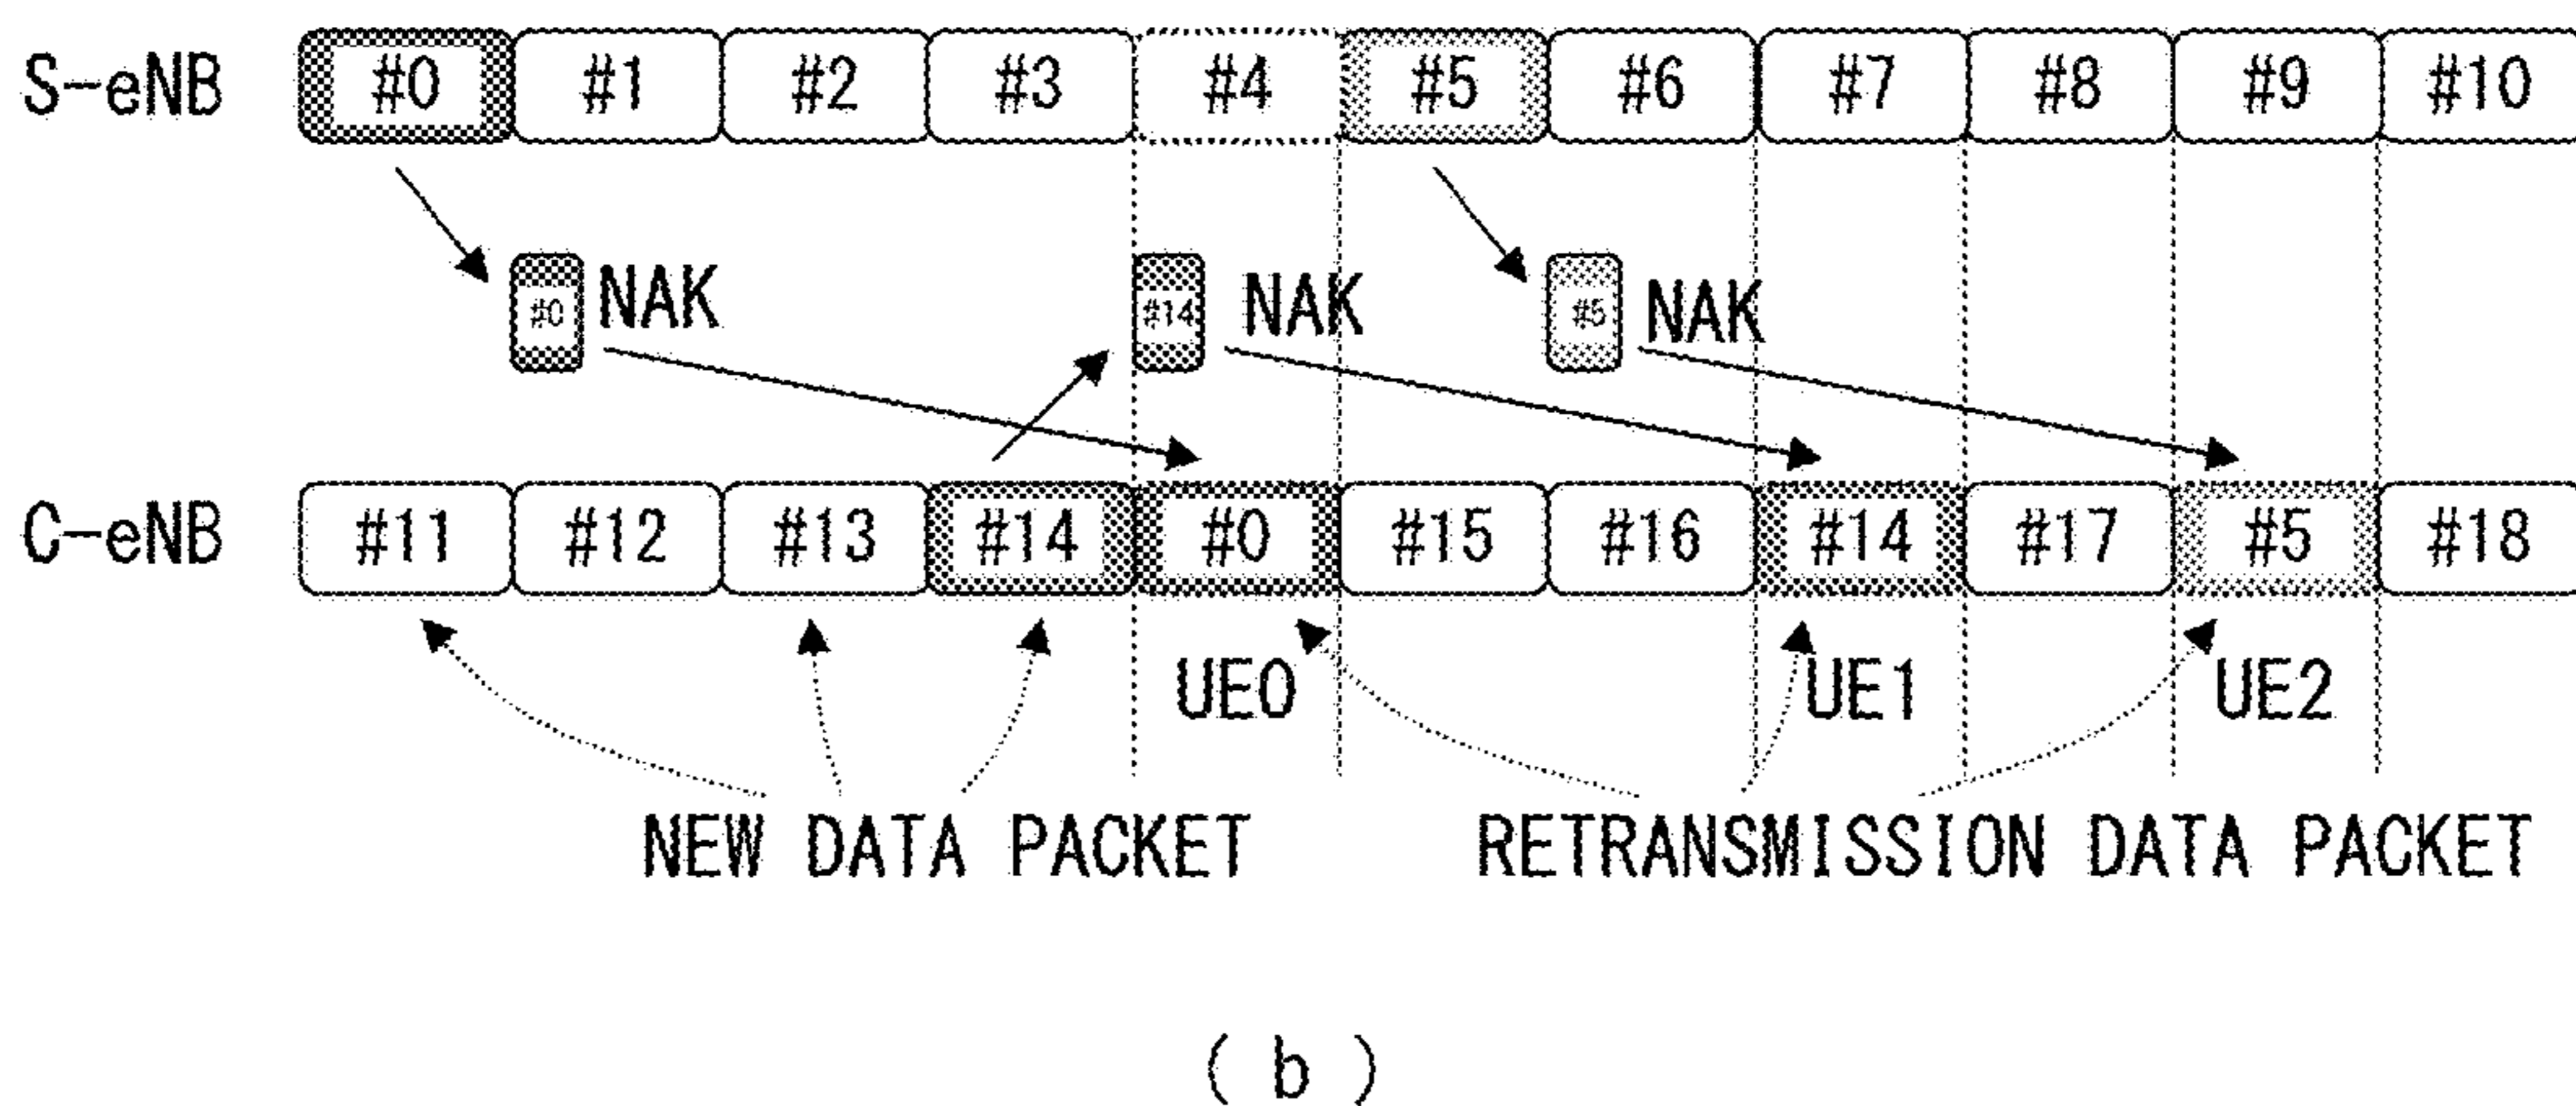 S-eNB #0 #1 #2 #3 #4 #5 #6 #7 #8 #9 #10
#0 NAK #14 NAK #5 NAK
C-eNB #11 #12 #13 #14 #0 #15 #16 #14 #17 #5 #18
UE0 UE1 UE2
NEW DATA PACKET RETRANSMISSION DATA PACKET
( b )